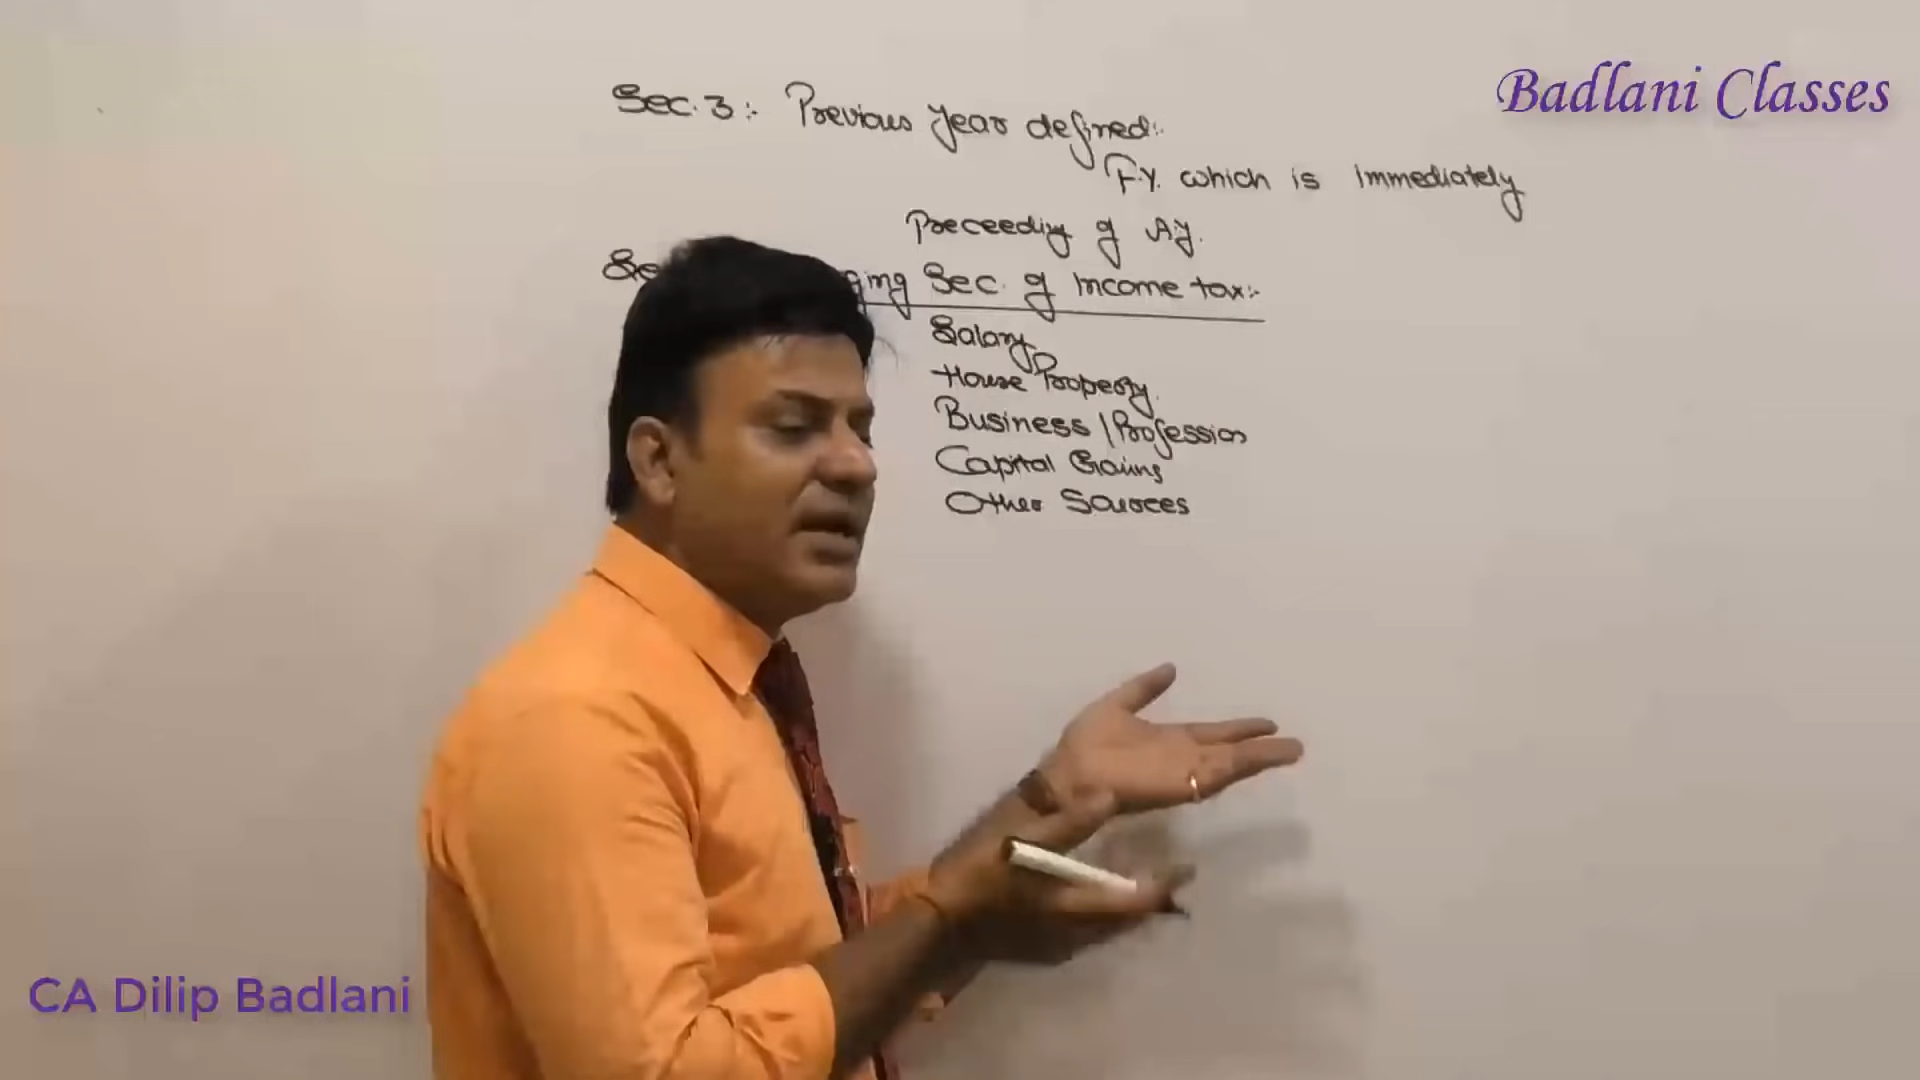 Badlani Classes
Sec. 3 :- Previous year defined:-
F.Y. which is immediately
Preceeding of A.Y.
Sec. of Income tax:-
Salary
House Property.
Business / Profession
Capital Gains
Other Sources
CA Dilip Badlani